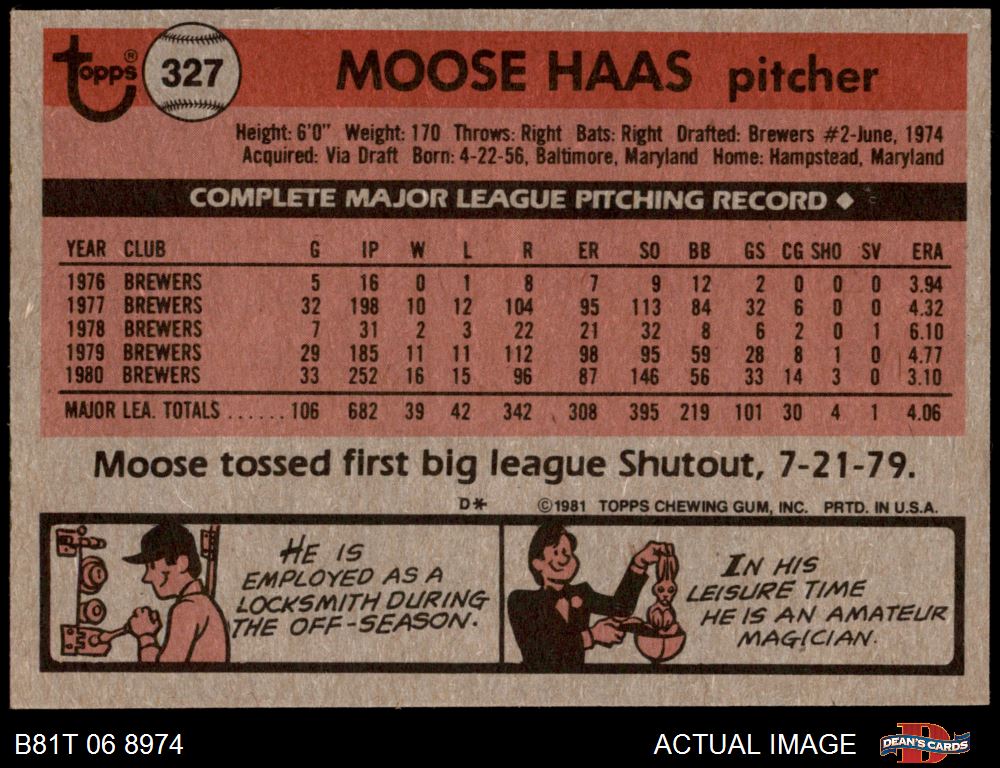 Topps® 327 MOOSE HAAS pitcher
Height: 6'0" Weight: 170 Throws: Right Bats: Right Drafted: Brewers #2-June, 1974
Acquired: Via Draft Born: 4-22-56, Baltimore, Maryland Home: Hampstead, Maryland
COMPLETE MAJOR LEAGUE PITCHING RECORD ◆
YEAR CLUB G IP W L R ER SO BB GS CG SHO SV ERA
1976 BREWERS 5 16 0 1 8 7 9 12 2 0 0 0 3.94
1977 BREWERS 32 198 10 12 104 95 113 84 32 6 0 0 4.32
1978 BREWERS 7 31 2 3 22 21 32 8 6 2 0 1 6.10
1979 BREWERS 29 185 11 11 112 98 95 59 28 8 1 0 4.77
1980 BREWERS 33 252 16 15 96 87 146 56 33 14 3 0 3.10
MAJOR LEA. TOTALS ...... 106 682 39 42 342 308 395 219 101 30 4 1 4.06
Moose tossed first big league Shutout, 7-21-79.
D* ©1981 TOPPS CHEWING GUM, INC. PRTD. IN U.S.A.
HE IS
EMPLOYED AS A
LOCKSMITH DURING
THE OFF-SEASON.
IN HIS
LEISURE TIME
HE IS AN AMATEUR
MAGICIAN.
B81T 06 8974 ACTUAL IMAGE DEAN'S CARDS